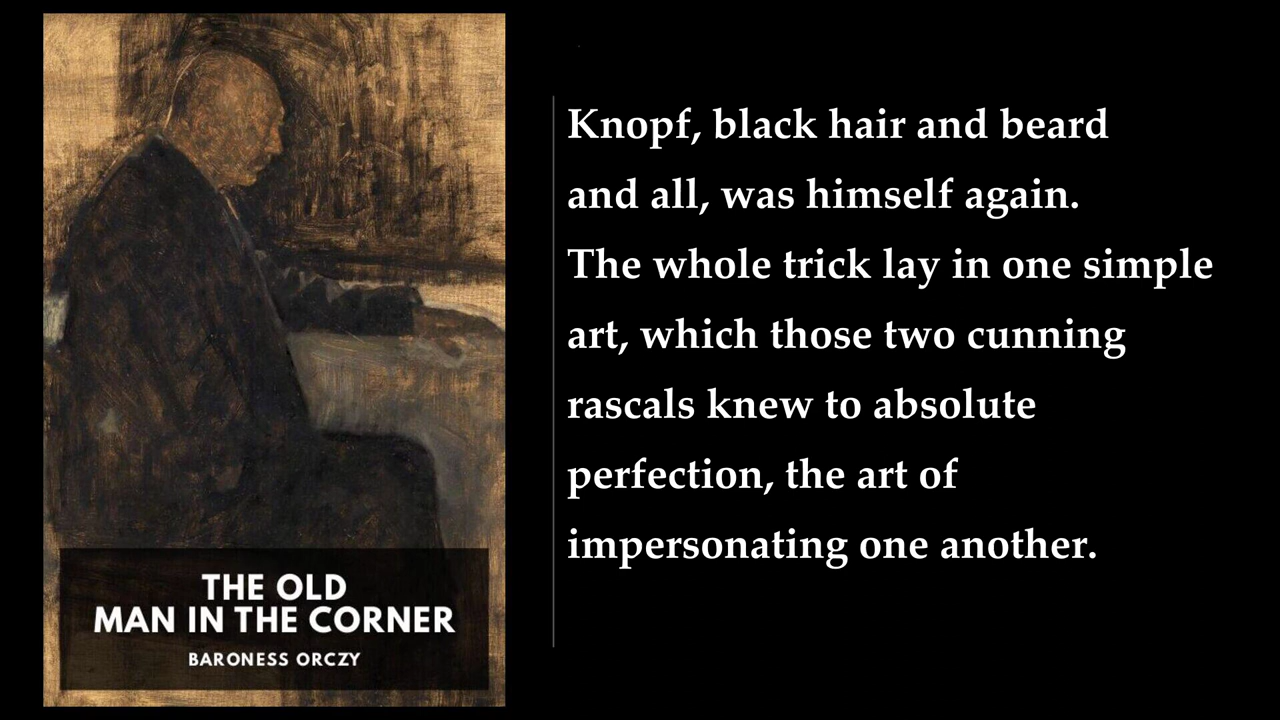 THE OLD
MAN IN THE CORNER
BARONESS ORCZY
Knopf, black hair and beard
and all, was himself again.
The whole trick lay in one simple
art, which those two cunning
rascals knew to absolute
perfection, the art of
impersonating one another.